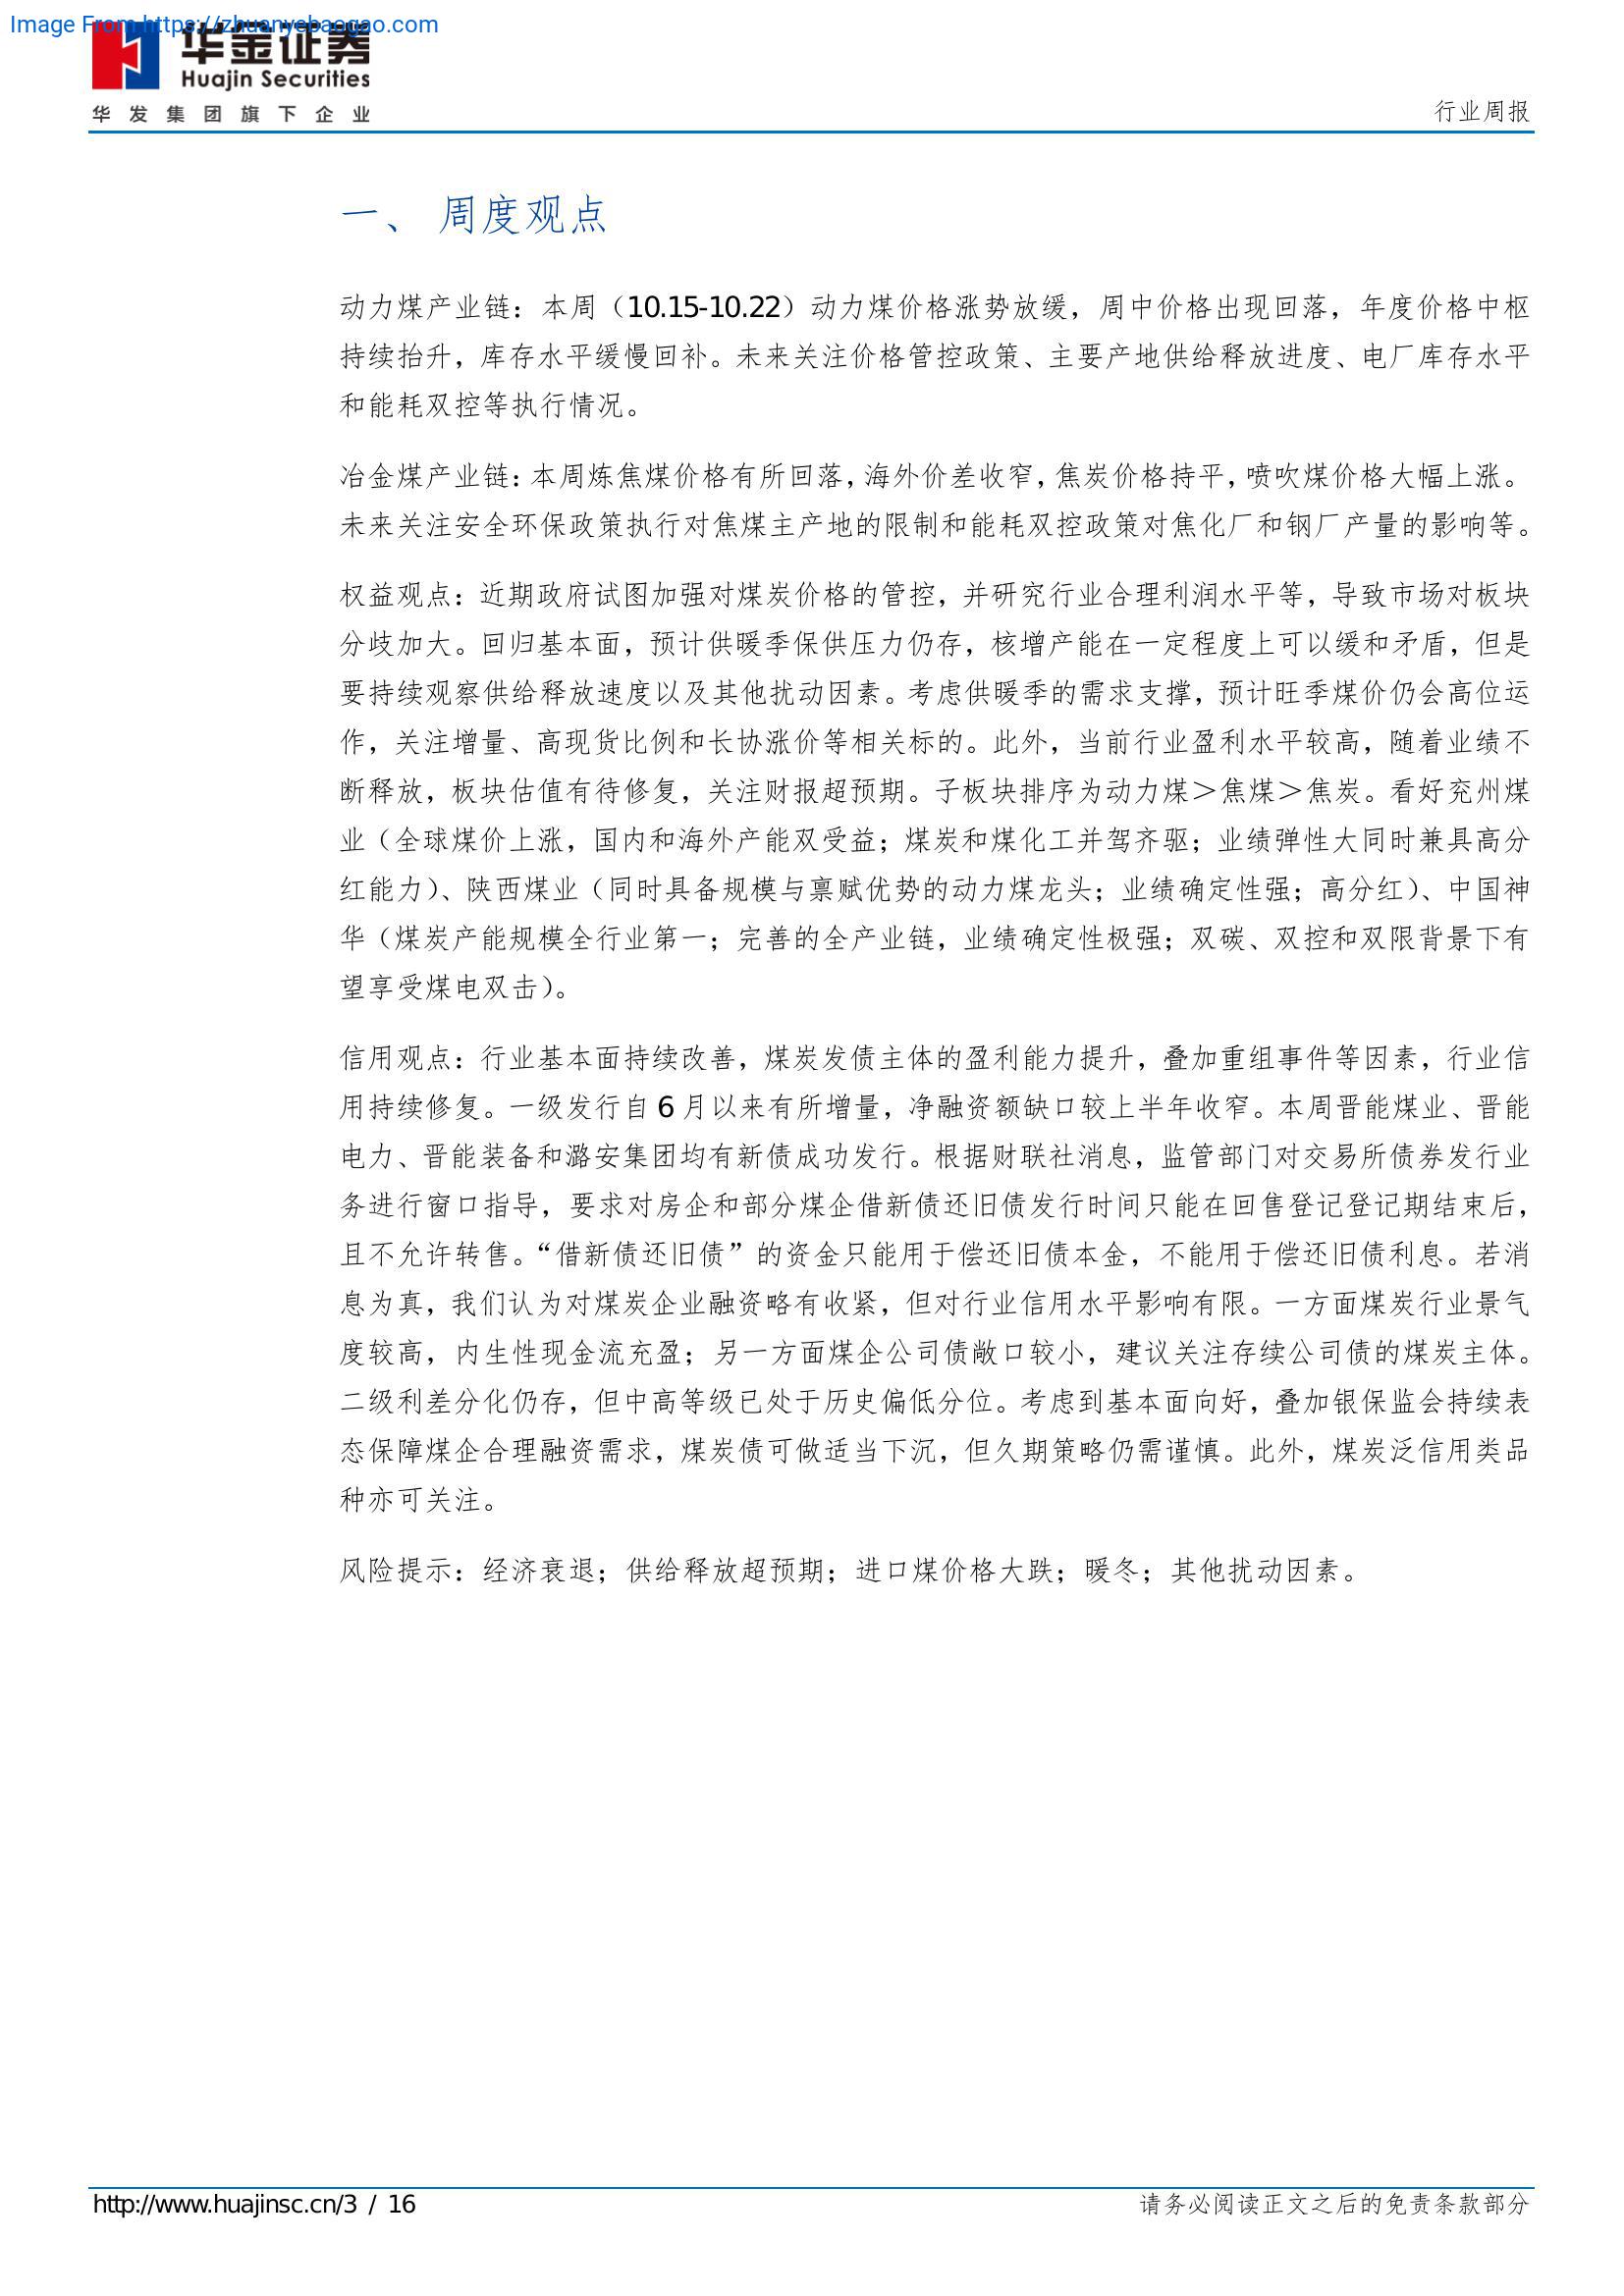 Image From https://zhuanyebaogao.com
华金证券
Huajin Securities
华发集团旗下企业
行业周报
一、 周度观点
动力煤产业链：本周（10.15-10.22）动力煤价格涨势放缓，周中价格出现回落，年度价格中枢
持续抬升，库存水平缓慢回补。未来关注价格管控政策、主要产地供给释放进度、电厂库存水平
和能耗双控等执行情况。
冶金煤产业链：本周炼焦煤价格有所回落，海外价差收窄，焦炭价格持平，喷吹煤价格大幅上涨。
未来关注安全环保政策执行对焦煤主产地的限制和能耗双控政策对焦化厂和钢厂产量的影响等。
权益观点：近期政府试图加强对煤炭价格的管控，并研究行业合理利润水平等，导致市场对板块
分歧加大。回归基本面，预计供暖季保供压力仍存，核增产能在一定程度上可以缓和矛盾，但是
要持续观察供给释放速度以及其他扰动因素。考虑供暖季的需求支撑，预计旺季煤价仍会高位运
作，关注增量、高现货比例和长协涨价等相关标的。此外，当前行业盈利水平较高，随着业绩不
断释放，板块估值有待修复，关注财报超预期。子板块排序为动力煤＞焦煤＞焦炭。看好兖州煤
业（全球煤价上涨，国内和海外产能双受益；煤炭和煤化工并驾齐驱；业绩弹性大同时兼具高分
红能力）、陕西煤业（同时具备规模与禀赋优势的动力煤龙头；业绩确定性强；高分红）、中国神
华（煤炭产能规模全行业第一；完善的全产业链，业绩确定性极强；双碳、双控和双限背景下有
望享受煤电双击）。
信用观点：行业基本面持续改善，煤炭发债主体的盈利能力提升，叠加重组事件等因素，行业信
用持续修复。一级发行自 6 月以来有所增量，净融资额缺口较上半年收窄。本周晋能煤业、晋能
电力、晋能装备和潞安集团均有新债成功发行。根据财联社消息，监管部门对交易所债券发行业
务进行窗口指导，要求对房企和部分煤企借新债还旧债发行时间只能在回售登记登记期结束后，
且不允许转售。“借新债还旧债”的资金只能用于偿还旧债本金，不能用于偿还旧债利息。若消
息为真，我们认为对煤炭企业融资略有收紧，但对行业信用水平影响有限。一方面煤炭行业景气
度较高，内生性现金流充盈；另一方面煤企公司债敞口较小，建议关注存续公司债的煤炭主体。
二级利差分化仍存，但中高等级已处于历史偏低分位。考虑到基本面向好，叠加银保监会持续表
态保障煤企合理融资需求，煤炭债可做适当下沉，但久期策略仍需谨慎。此外，煤炭泛信用类品
种亦可关注。
风险提示：经济衰退；供给释放超预期；进口煤价格大跌；暖冬；其他扰动因素。
http://www.huajinsc.cn/3 / 16
请务必阅读正文之后的免责条款部分